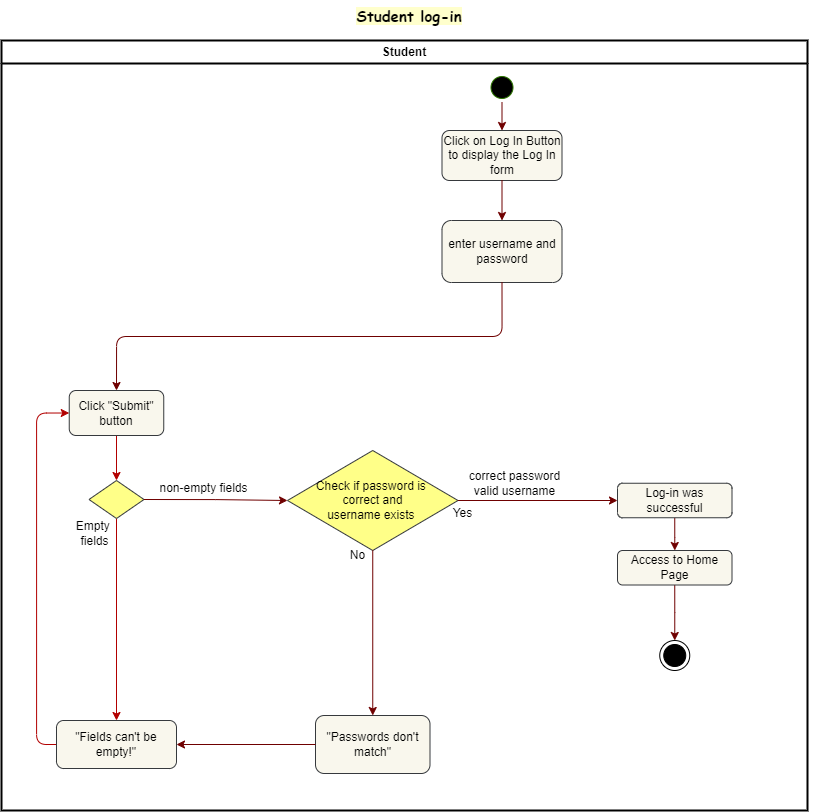 Student log-in
Student
Click on Log In Button
to display the Log In
form
enter username and
password
Click "Submit"
button
non-empty fields
Check if password is
correct and
username exists
correct password
valid username
Yes
Log-in was
successful
Empty
fields
No
Access to Home
Page
"Fields can't be
empty!"
"Passwords don't
match"